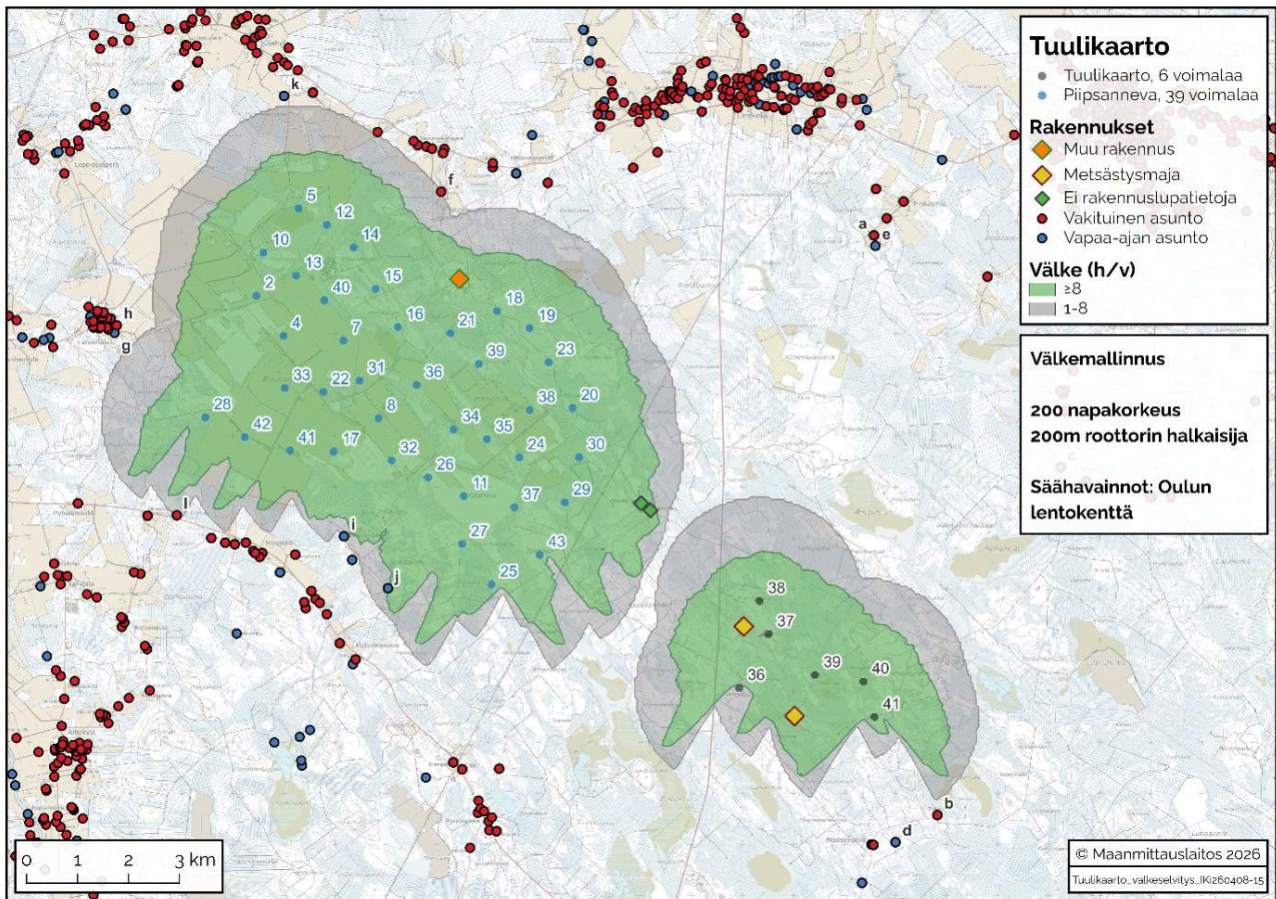 Tuulikaarto
Tuulikaarto, 6 voimalaa
Piipsanneva, 39 voimalaa
Rakennukset
Muu rakennus
Metsästysmaja
Ei rakennuslupatietoja
Vakituinen asunto
Vapaa-ajan asunto
Välke (h/v)
≥8
1-8
Välkemallinnus
200 napakorkeus
200m roottorin halkaisija
Säähavainnot: Oulun
lentokenttä
k
f
a
e
h
g
l
i
j
b
d
c
5
12
10
14
13
15
2
40
18
16
21
19
4
7
39
23
31
36
33
22
38
20
28
8
34
35
42
41
17
32
24
30
26
11
37
29
27
43
25
38
37
36
39
40
41
0 1 2 3 km
© Maanmittauslaitos 2026
Tuulikaarto_valkeselvitys_IKi260408-15